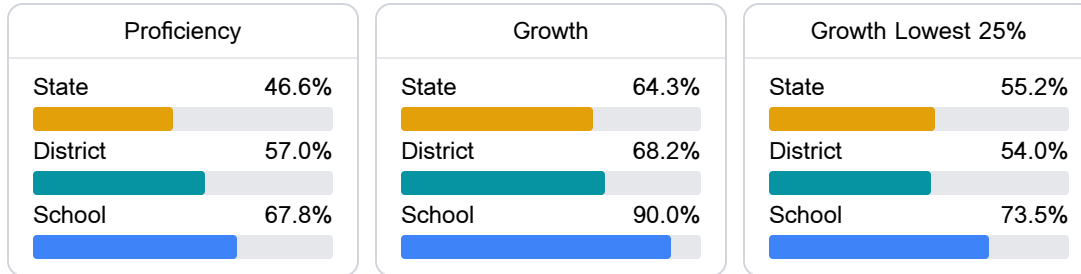 Proficiency
State 46.6%
District 57.0%
School 67.8%
Growth
State 64.3%
District 68.2%
School 90.0%
Growth Lowest 25%
State 55.2%
District 54.0%
School 73.5%